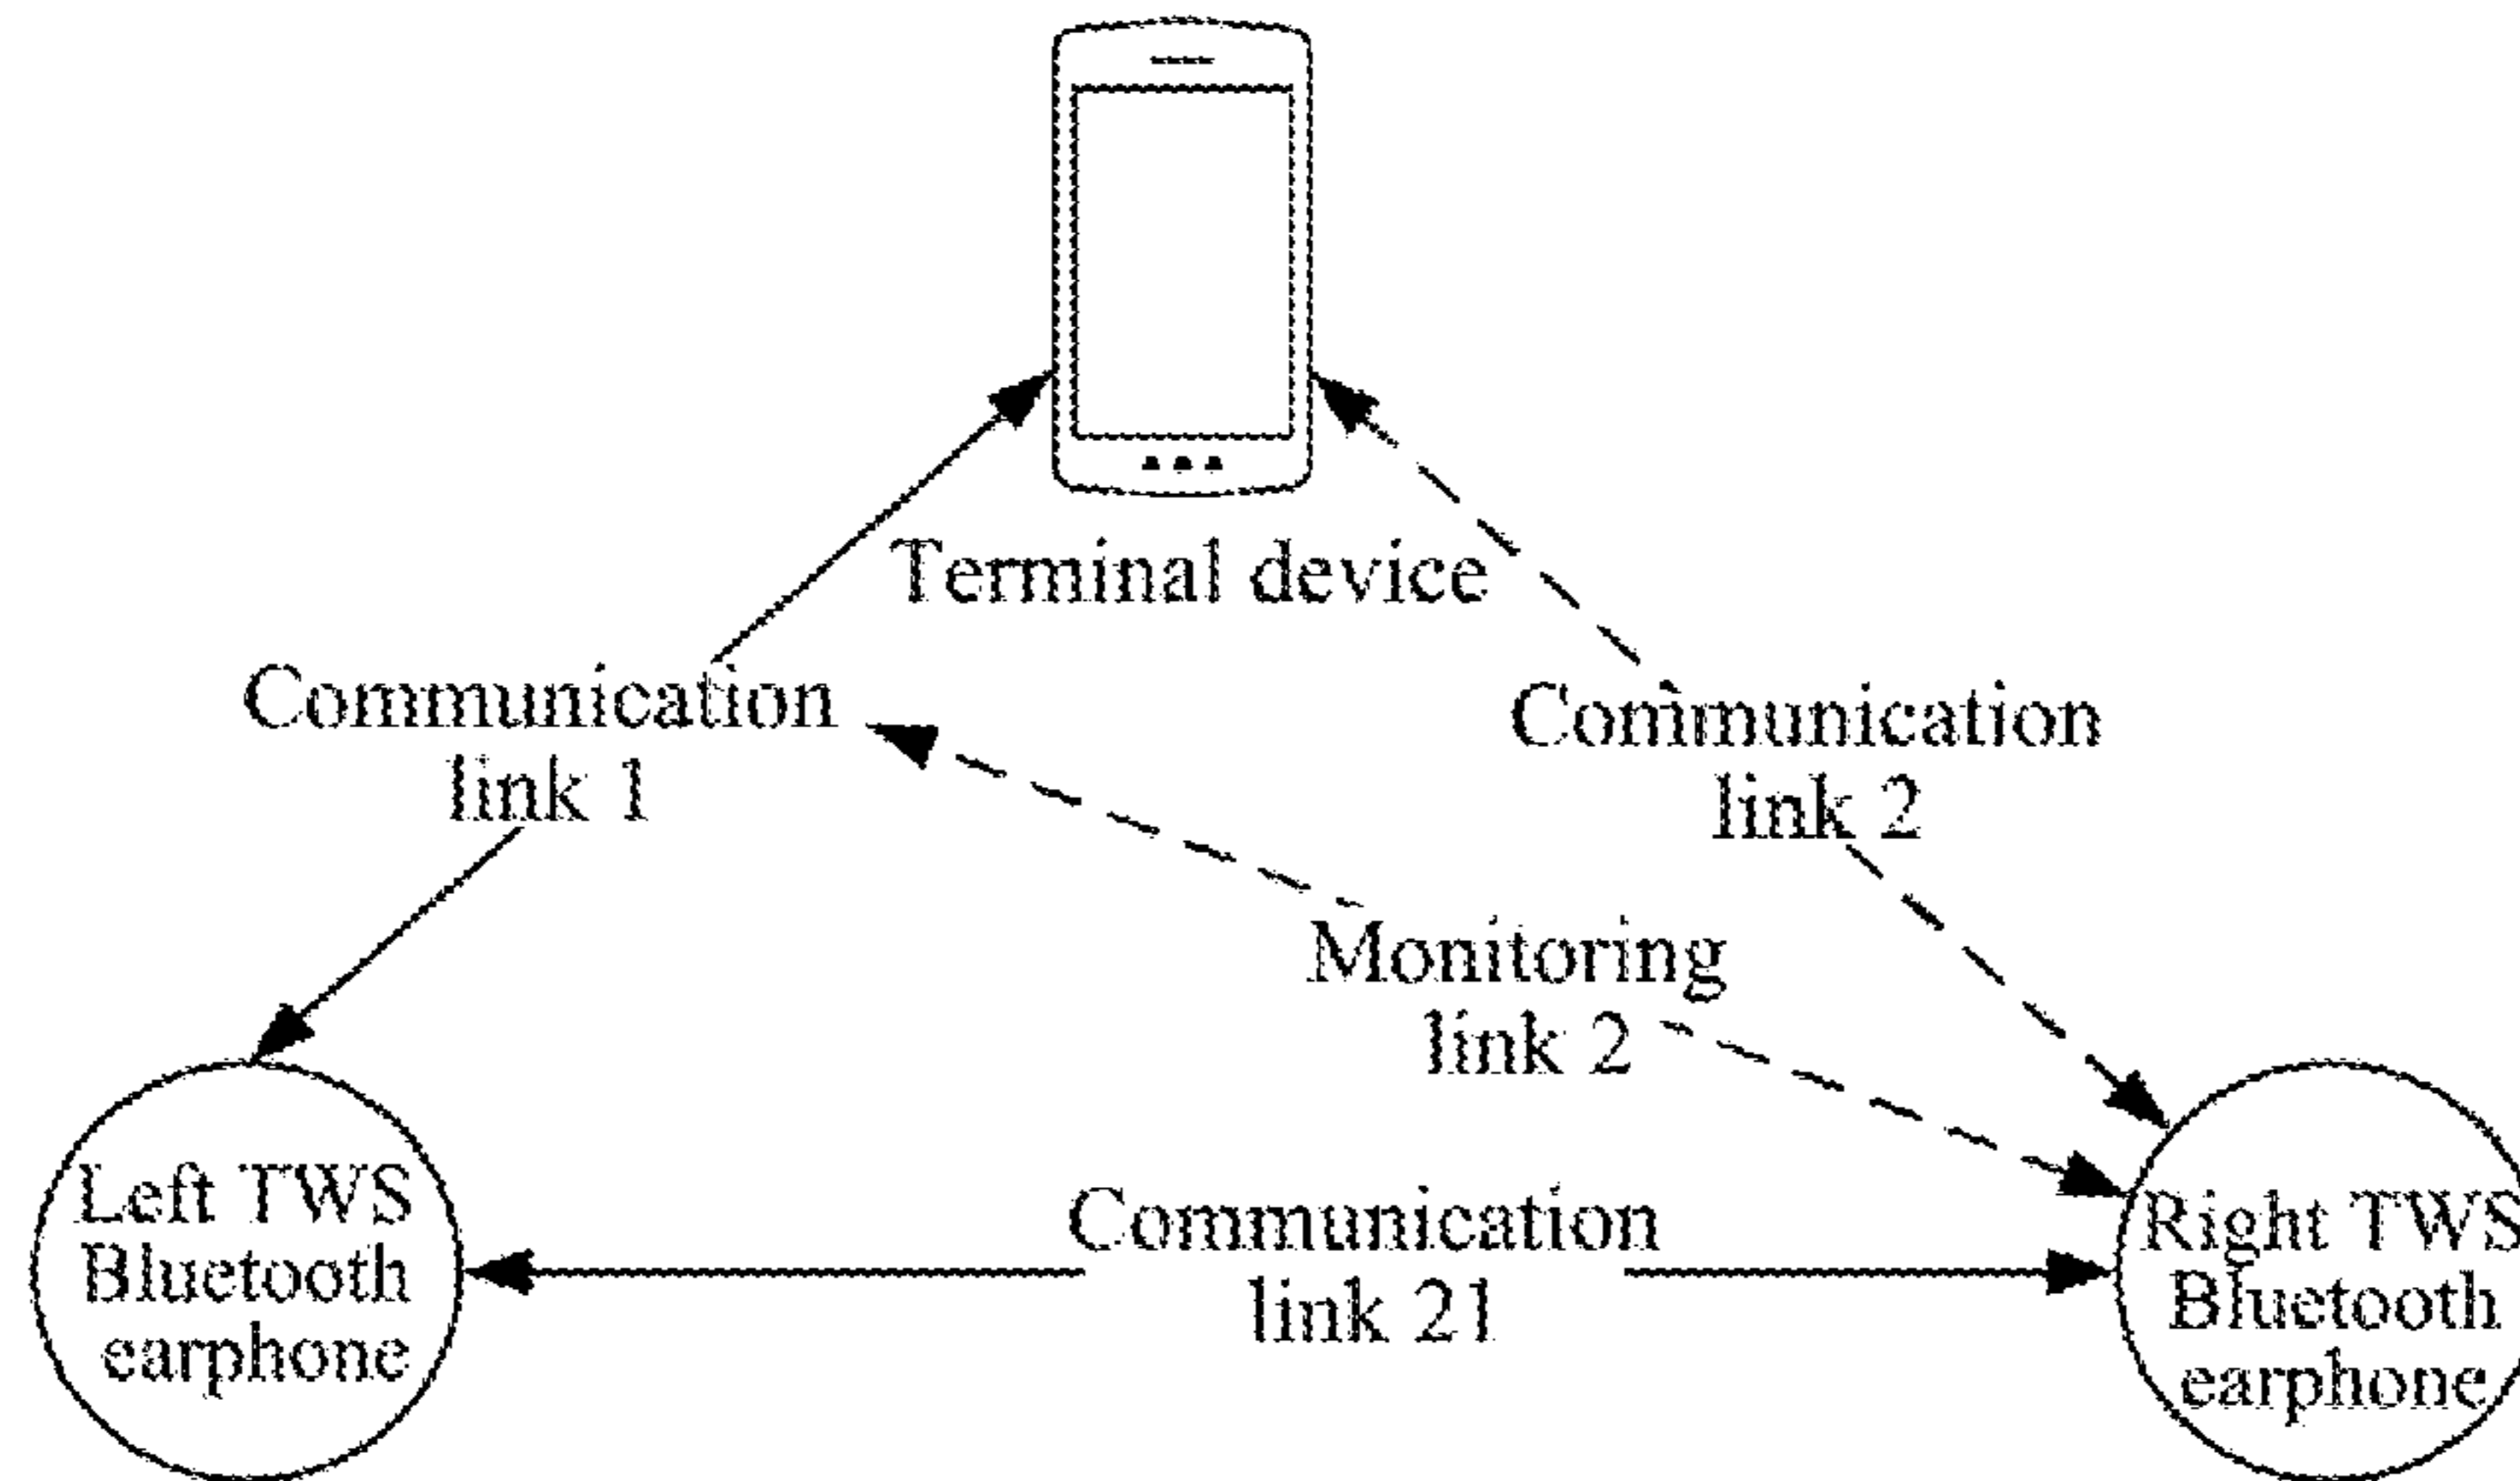 Terminal device
Communication
link 1
Communication
link 2
Monitoring
link 2
Communication
link 21
Left TWS
Bluetooth
earphone
Right TWS
Bluetooth
earphone